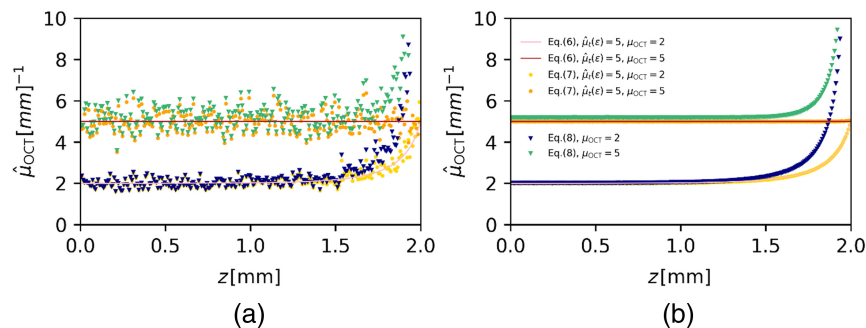 10
8
6
4
2
0
μ̂OCT[mm]⁻¹
0.0 0.5 1.0 1.5 2.0
z[mm]
(a)
10
8
6
4
2
0
μ̂OCT[mm]⁻¹
Eq.(6), μ̂t(ε) = 5, μOCT = 2
Eq.(6), μ̂t(ε) = 5, μOCT = 5
Eq.(7), μ̂t(ε) = 5, μOCT = 2
Eq.(7), μ̂t(ε) = 5, μOCT = 5
Eq.(8), μOCT = 2
Eq.(8), μOCT = 5
0.0 0.5 1.0 1.5 2.0
z[mm]
(b)